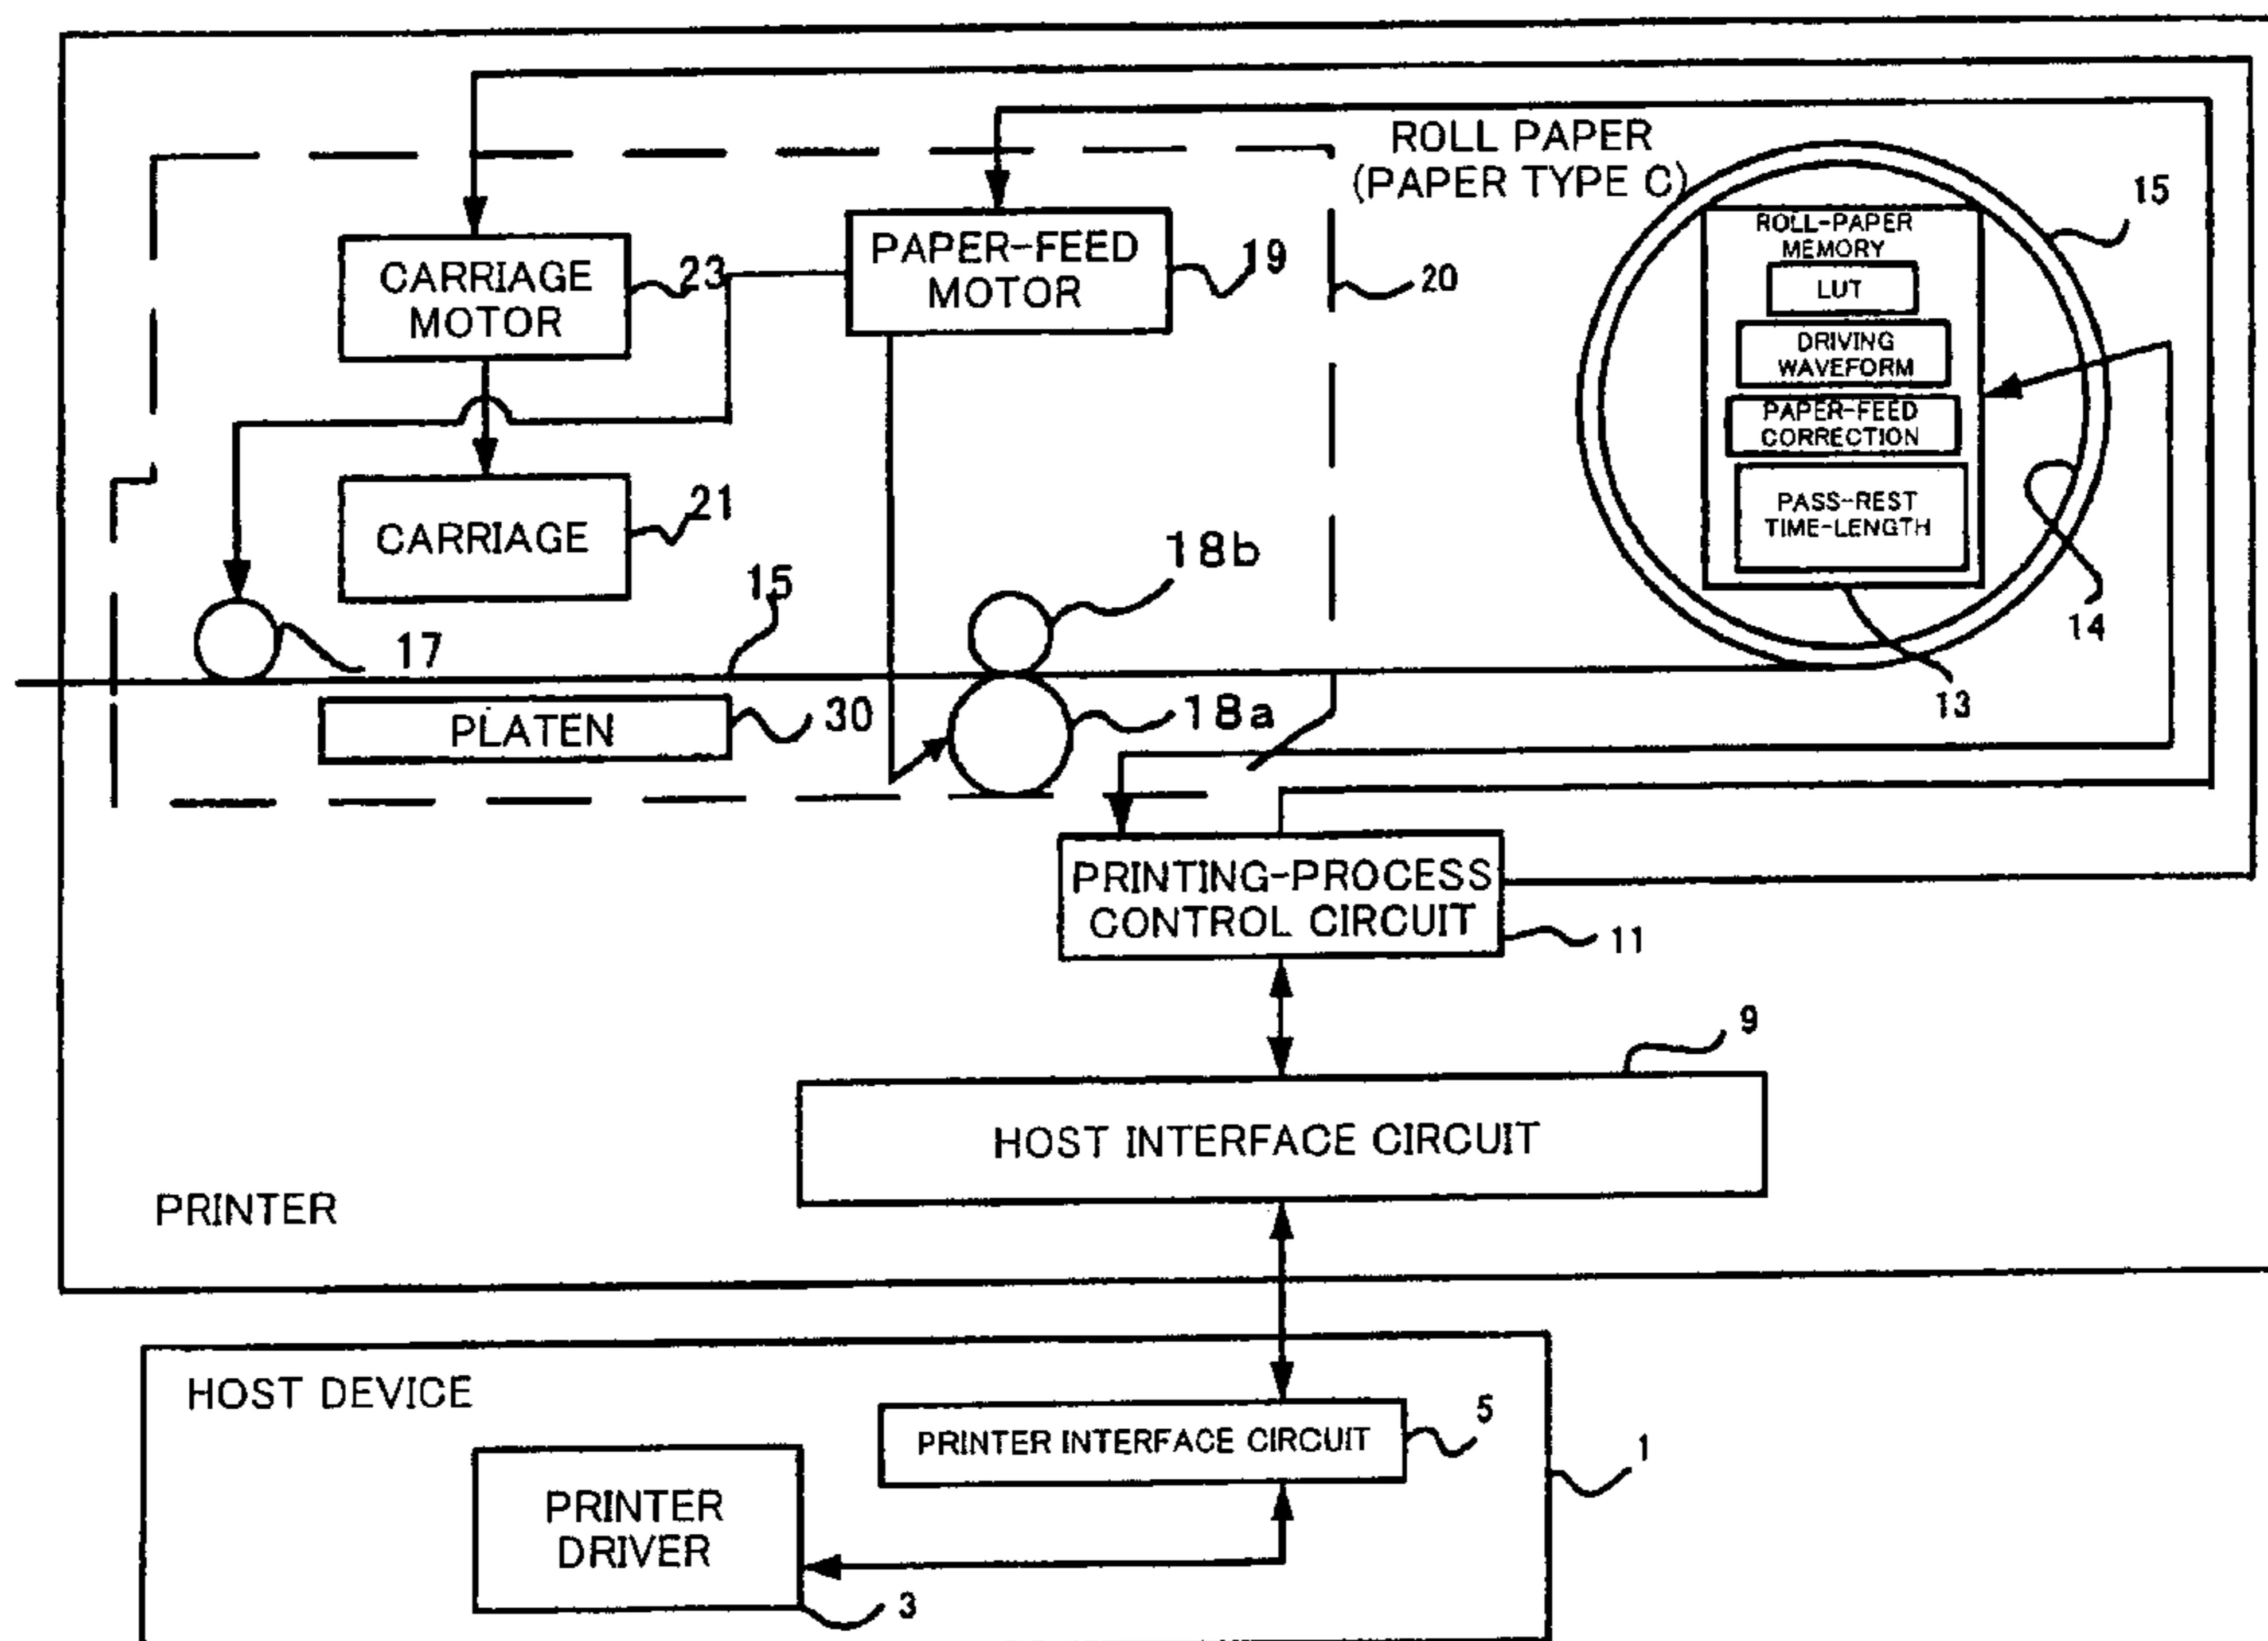 ROLL PAPER
(PAPER TYPE C)
15
ROLL-PAPER
MEMORY
LUT
DRIVING
WAVEFORM
PAPER-FEED
CORRECTION
PASS-REST
TIME-LENGTH
14
13
CARRIAGE
MOTOR
23
PAPER-FEED
MOTOR
19
20
CARRIAGE
21
18b
15
17
18a
PLATEN
30
PRINTING-PROCESS
CONTROL CIRCUIT
11
9
HOST INTERFACE CIRCUIT
PRINTER
HOST DEVICE
PRINTER INTERFACE CIRCUIT
5
1
PRINTER
DRIVER
3